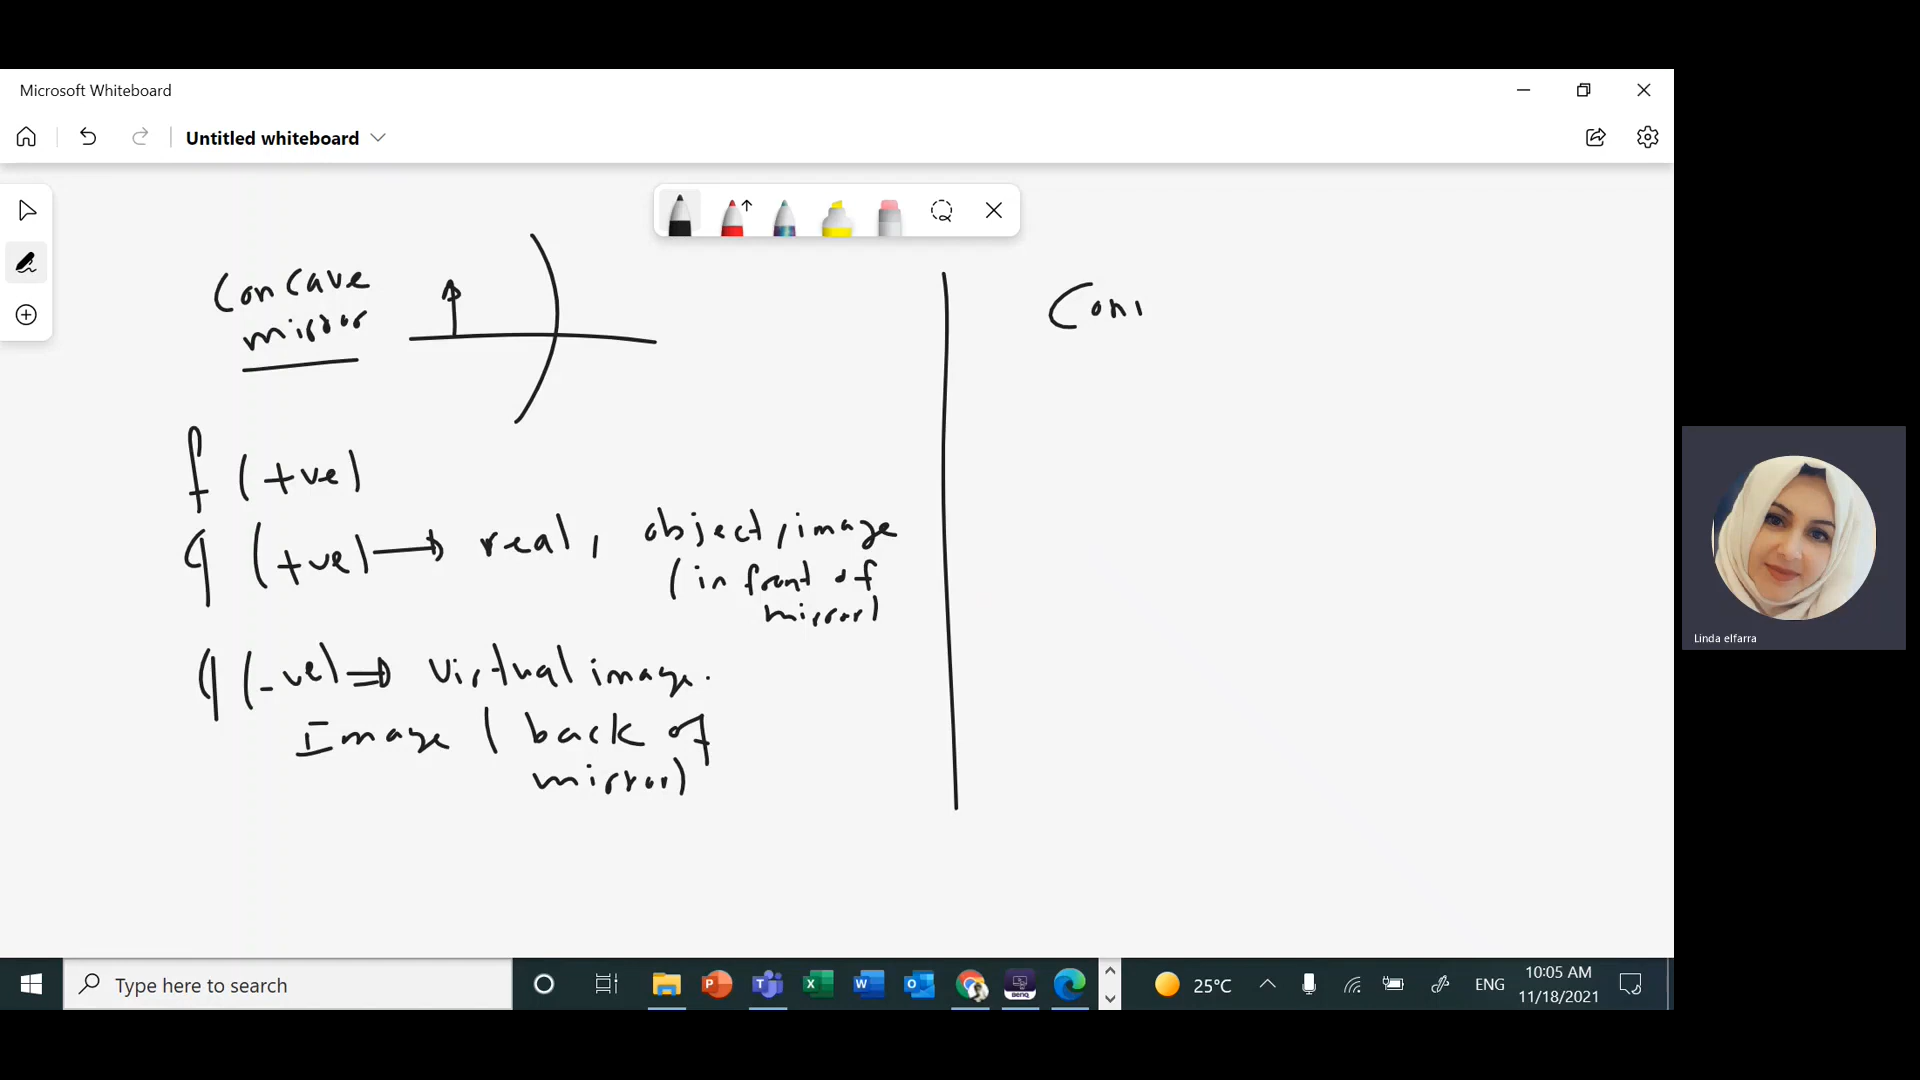 Microsoft Whiteboard
Untitled whiteboard
Concave
mirror
f (+ve)
q (+ve) → real, object, image
(in front of
mirror)
q (-ve) ⇒ virtual image.
Image ( back of
mirror)
Con
Linda elfarra
Type here to search
25°C
ENG
10:05 AM
11/18/2021
BenQ